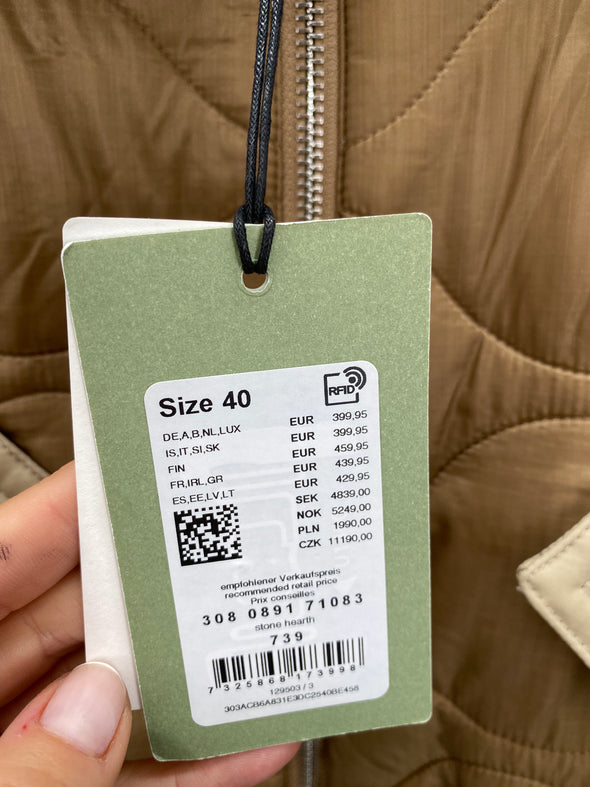 Size 40
RFID
DE,A,B,NL,LUX EUR 399,95
IS,IT,SI,SK EUR 399,95
FIN EUR 459,95
FR,IRL,GR EUR 439,95
ES,EE,LV,LT EUR 429,95
SEK 4839,00
NOK 5249,00
PLN 1990,00
CZK 11190,00
empfohlener Verkaufspreis
recommended retail price
Prix conseilles
308 0891 71083
stone hearth
739
7 325868 173998
129503 / 3
303ACB6A831E3DC2540BE458